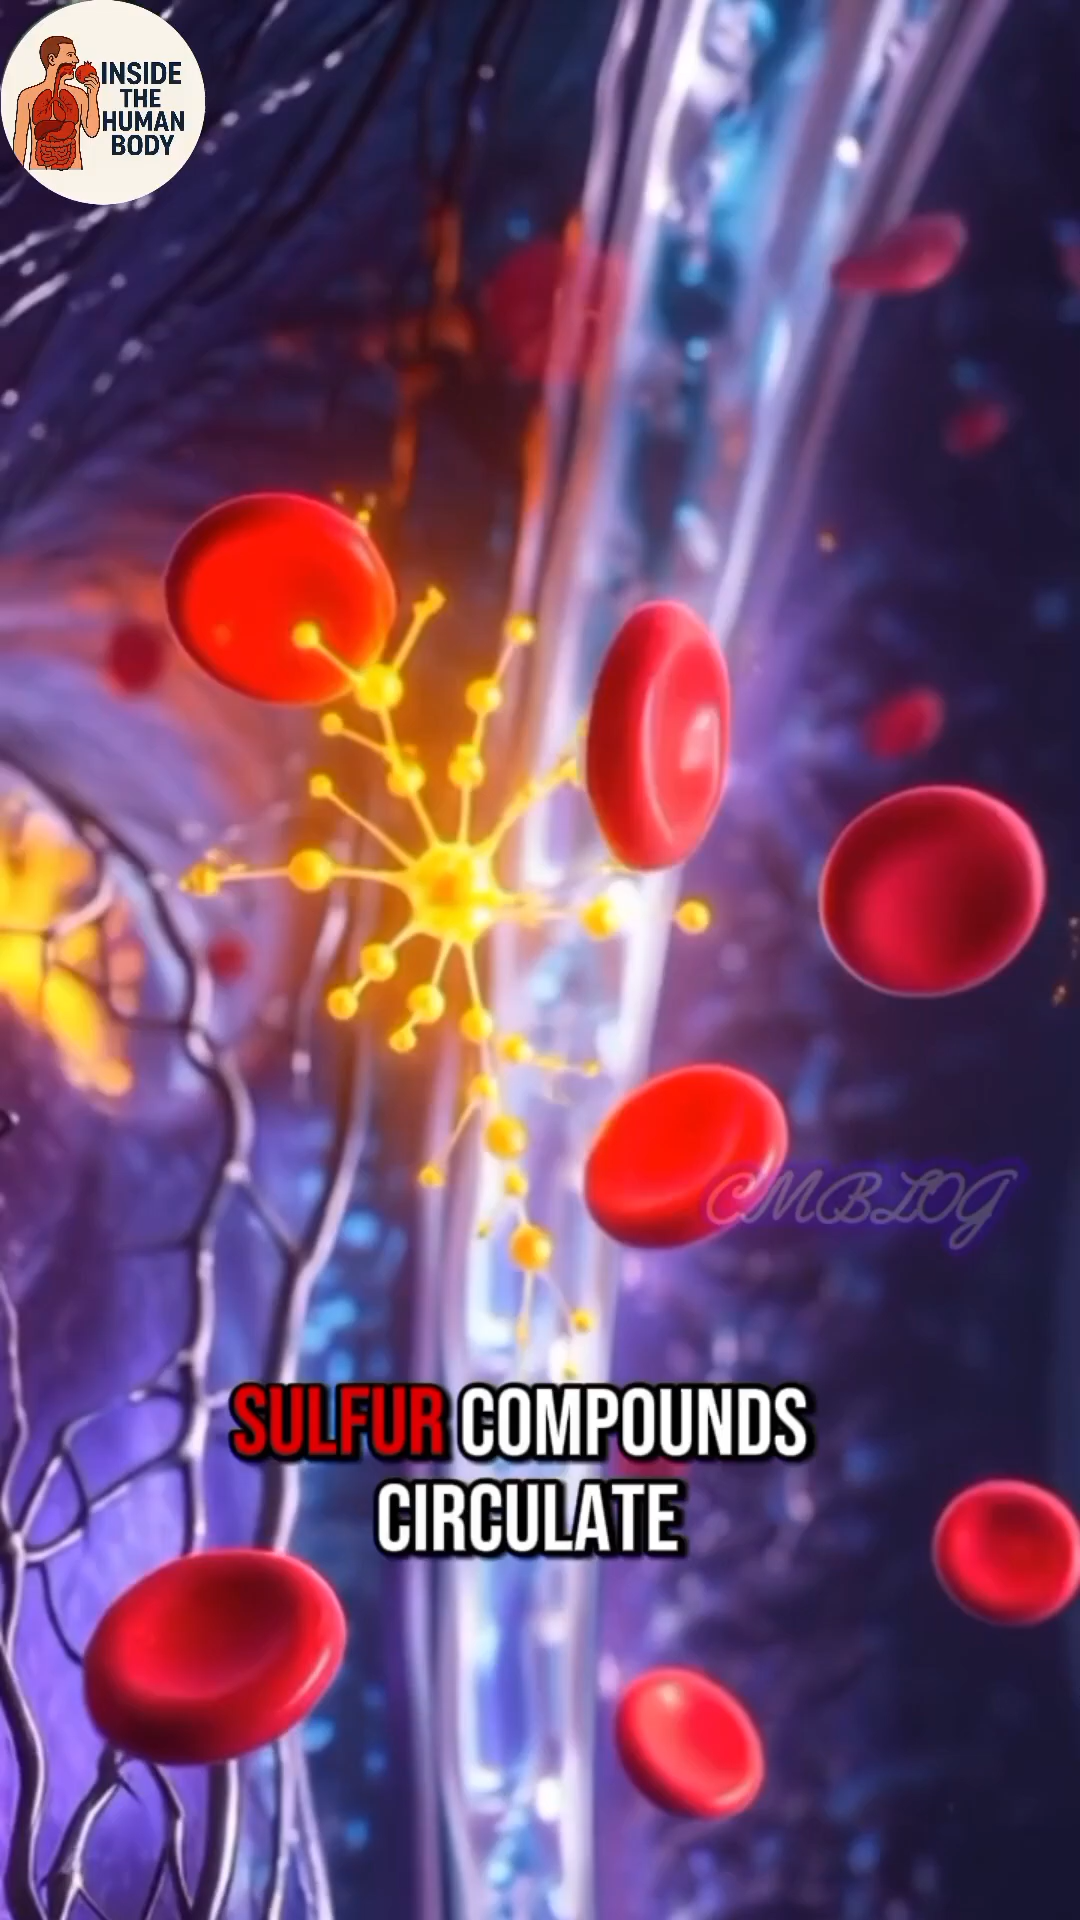 INSIDE
THE
HUMAN
BODY
CMBLOG
SULFUR COMPOUNDS
CIRCULATE